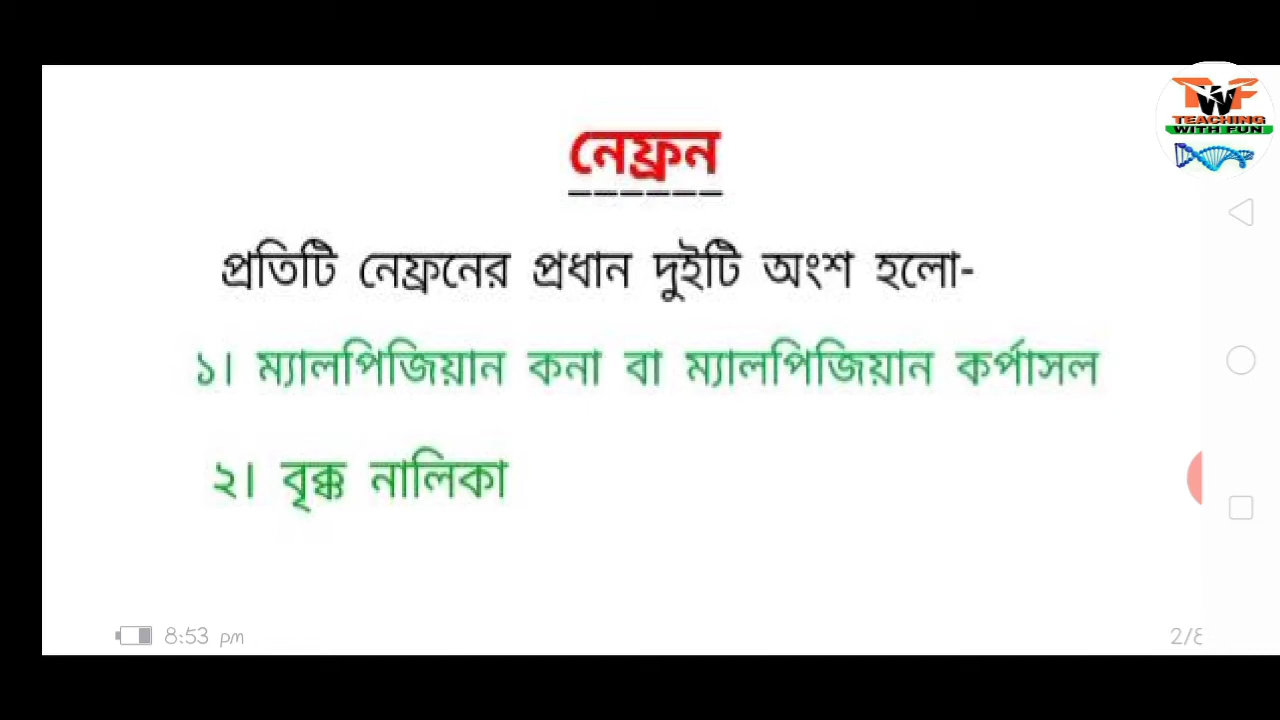 TWF
TEACHING
WITH FUN
নেফ্রন
প্রতিটি নেফ্রনের প্রধান দুইটি অংশ হলো-
১। ম্যালপিজিয়ান কনা বা ম্যালপিজিয়ান কর্পাসল
২। বৃক্ক নালিকা
8:53 pm